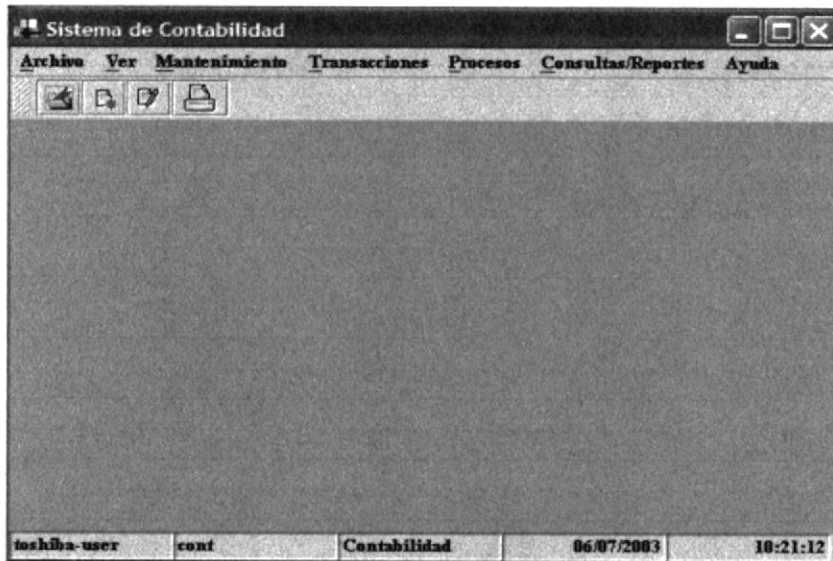 Sistema de Contabilidad
Archivo Ver Mantenimiento Transacciones Procesos Consultas/Reportes Ayuda
toshiba-user cont Contabilidad 06/07/2003 10:21:12